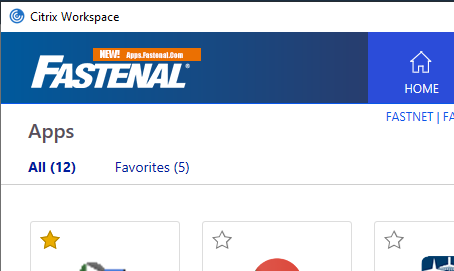 Citrix Workspace
NEW! Apps.Fastenal.Com
FASTENAL®
HOME
FASTNET | FA
Apps
All (12)
Favorites (5)